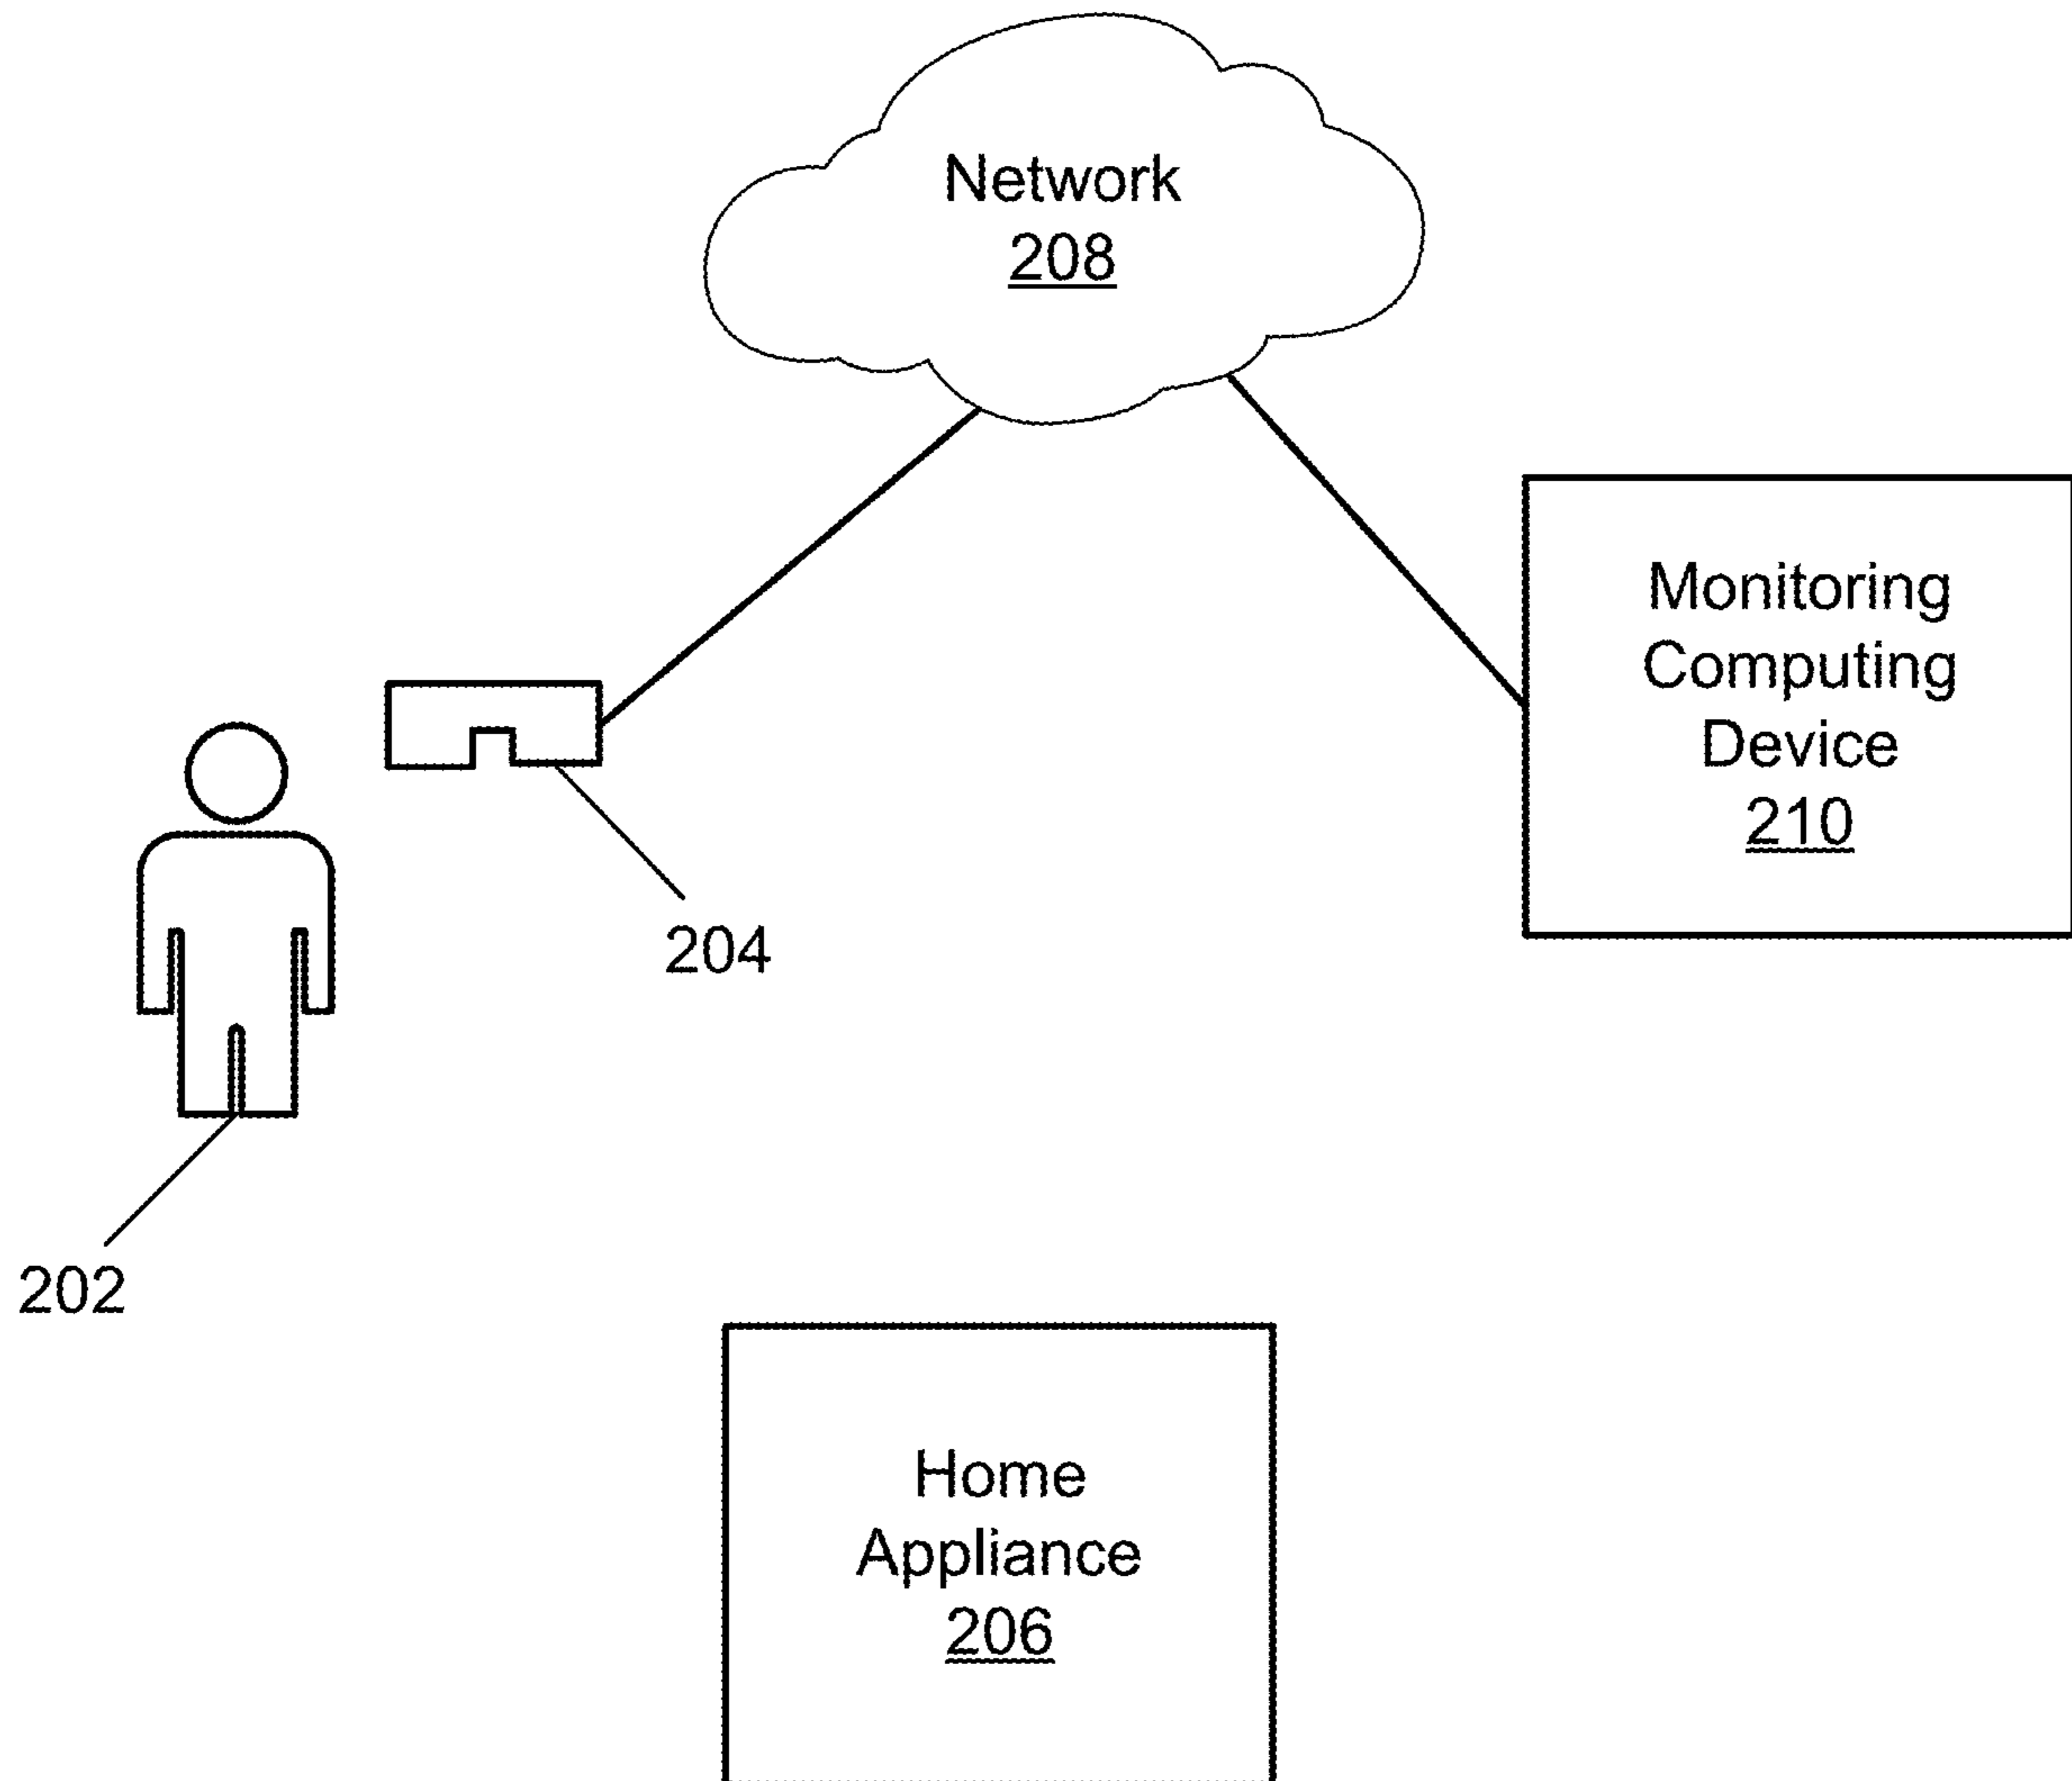 Network
208
Monitoring
Computing
Device
210
204
202
Home
Appliance
206